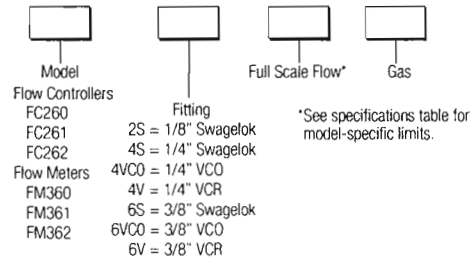 Model
Flow Controllers
FC260
FC261
FC262
Flow Meters
FM360
FM361
FM362
Fitting
2S = 1/8" Swagelok
4S = 1/4" Swagelok
4VCO = 1/4" VCO
4V = 1/4" VCR
6S = 3/8" Swagelok
6VCO = 3/8" VCO
6V = 3/8" VCR
Full Scale Flow*
Gas
*See specifications table for
model-specific limits.